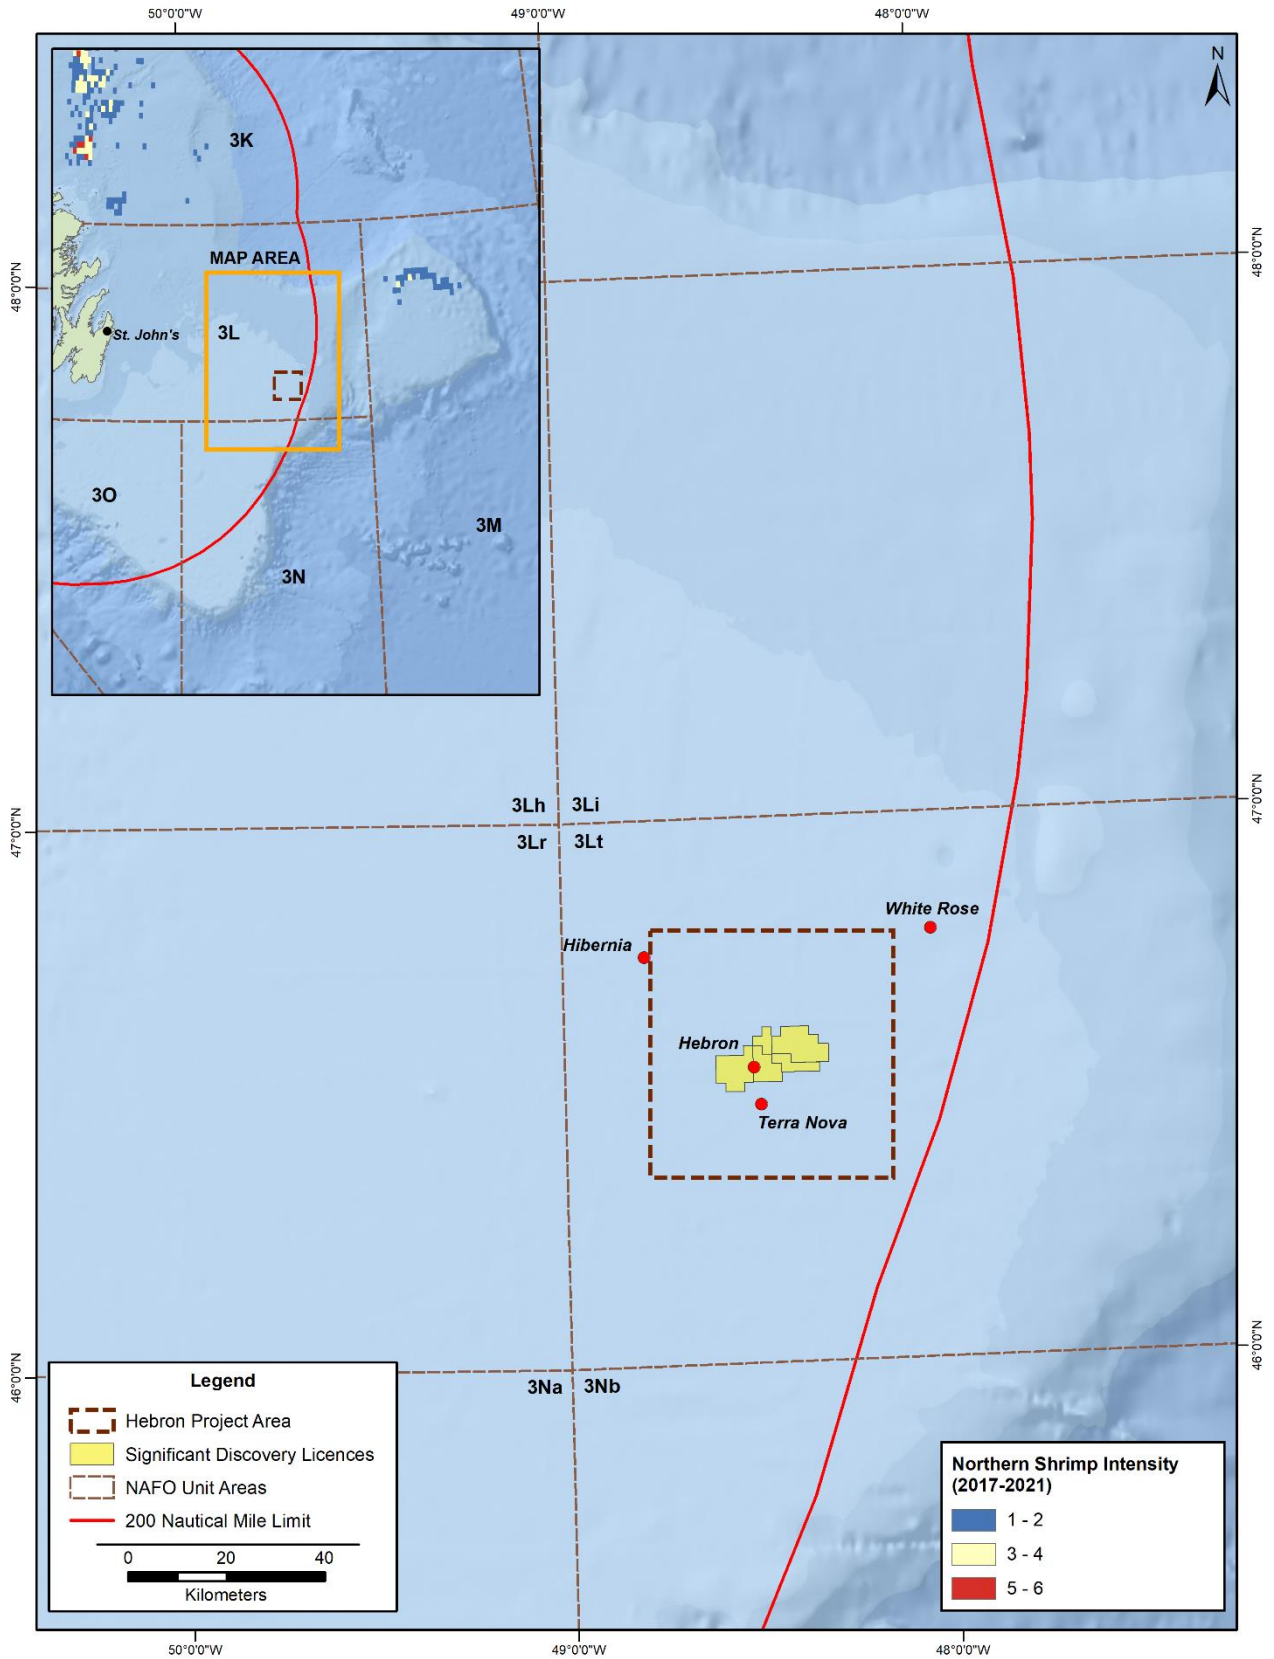 50°0'0"W
49°0'0"W
48°0'0"W
N
3K
MAP AREA
48°0'0"N
48°0'0"N
St. John's
3L
3O
3M
3N
3Lh
3Li
3Lr
3Lt
47°0'0"N
47°0'0"N
White Rose
Hibernia
Hebron
Terra Nova
46°0'0"N
46°0'0"N
3Na
3Nb
Legend
Hebron Project Area
Significant Discovery Licences
NAFO Unit Areas
200 Nautical Mile Limit
0 20 40
Kilometers
Northern Shrimp Intensity
(2017-2021)
1 - 2
3 - 4
5 - 6
50°0'0"W
49°0'0"W
48°0'0"W